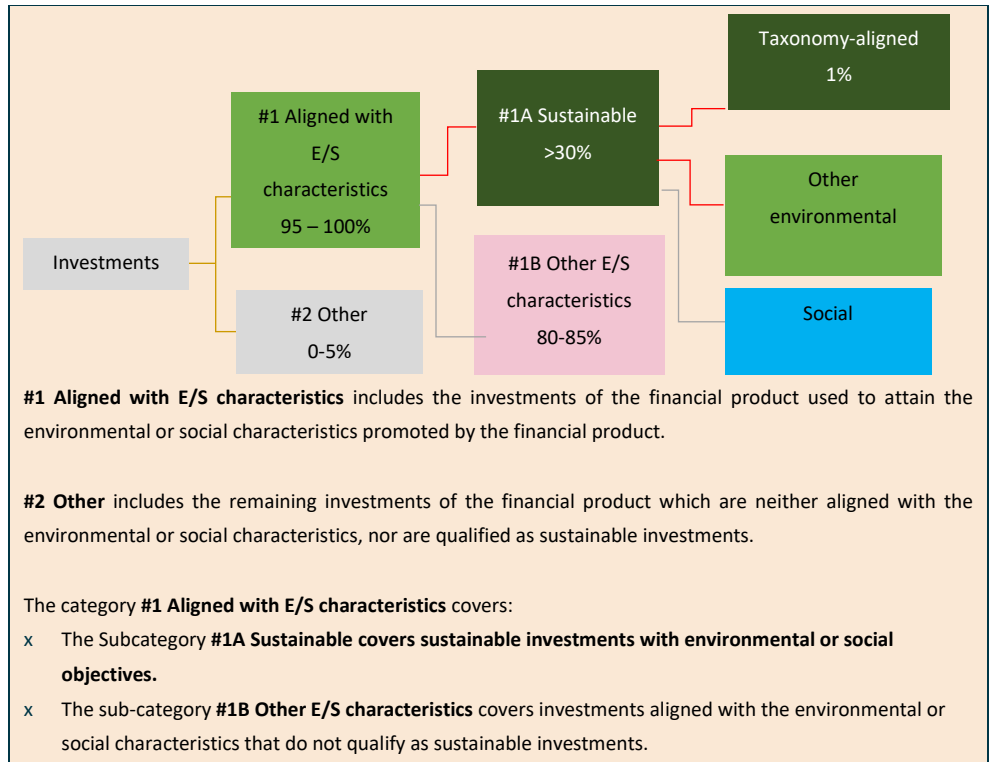 Taxonomy-aligned
1%
#1 Aligned with
E/S
characteristics
95 – 100%
#1A Sustainable
>30%
Other
environmental
Investments
#1B Other E/S
characteristics
80-85%
#2 Other
0-5%
Social
#1 Aligned with E/S characteristics includes the investments of the financial product used to attain the
environmental or social characteristics promoted by the financial product.
#2 Other includes the remaining investments of the financial product which are neither aligned with the
environmental or social characteristics, nor are qualified as sustainable investments.
The category #1 Aligned with E/S characteristics covers:
x The Subcategory #1A Sustainable covers sustainable investments with environmental or social
objectives.
x The sub-category #1B Other E/S characteristics covers investments aligned with the environmental or
social characteristics that do not qualify as sustainable investments.